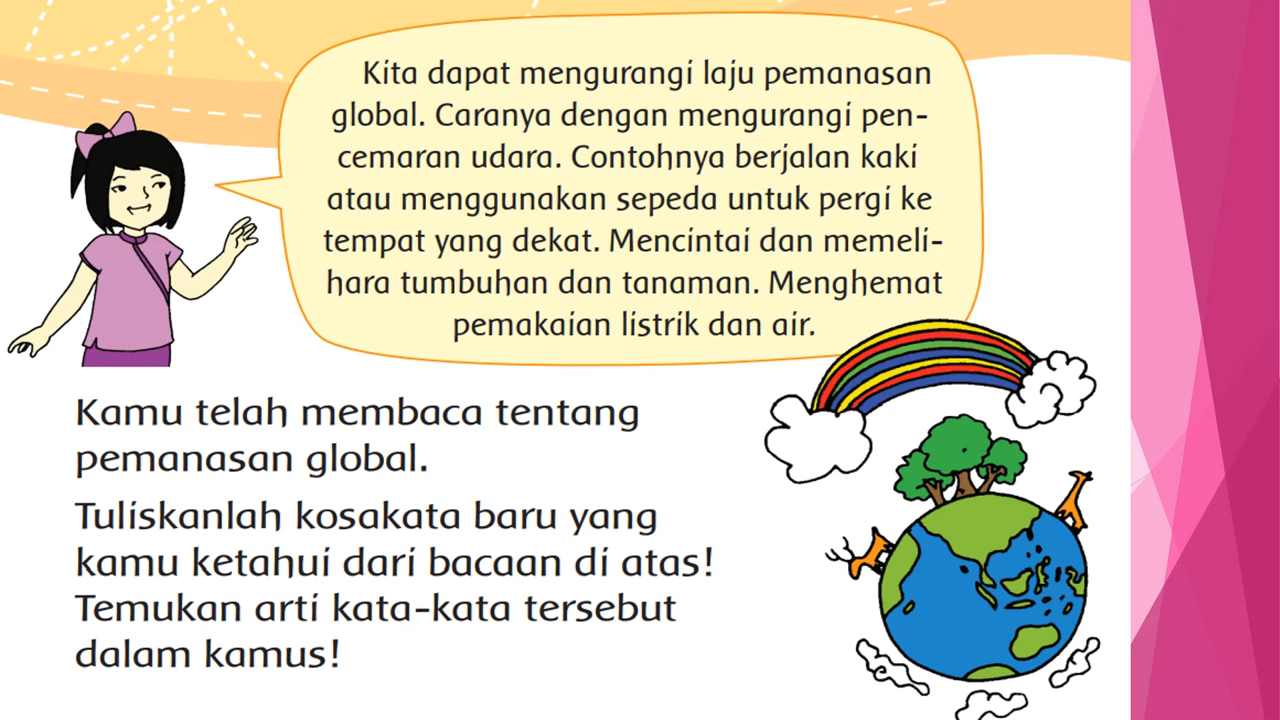 Kita dapat mengurangi laju pemanasan
global. Caranya dengan mengurangi pen-
cemaran udara. Contohnya berjalan kaki
atau menggunakan sepeda untuk pergi ke
tempat yang dekat. Mencintai dan memeli-
hara tumbuhan dan tanaman. Menghemat
pemakaian listrik dan air.
Kamu telah membaca tentang
pemanasan global.
Tuliskanlah kosakata baru yang
kamu ketahui dari bacaan di atas!
Temukan arti kata-kata tersebut
dalam kamus!